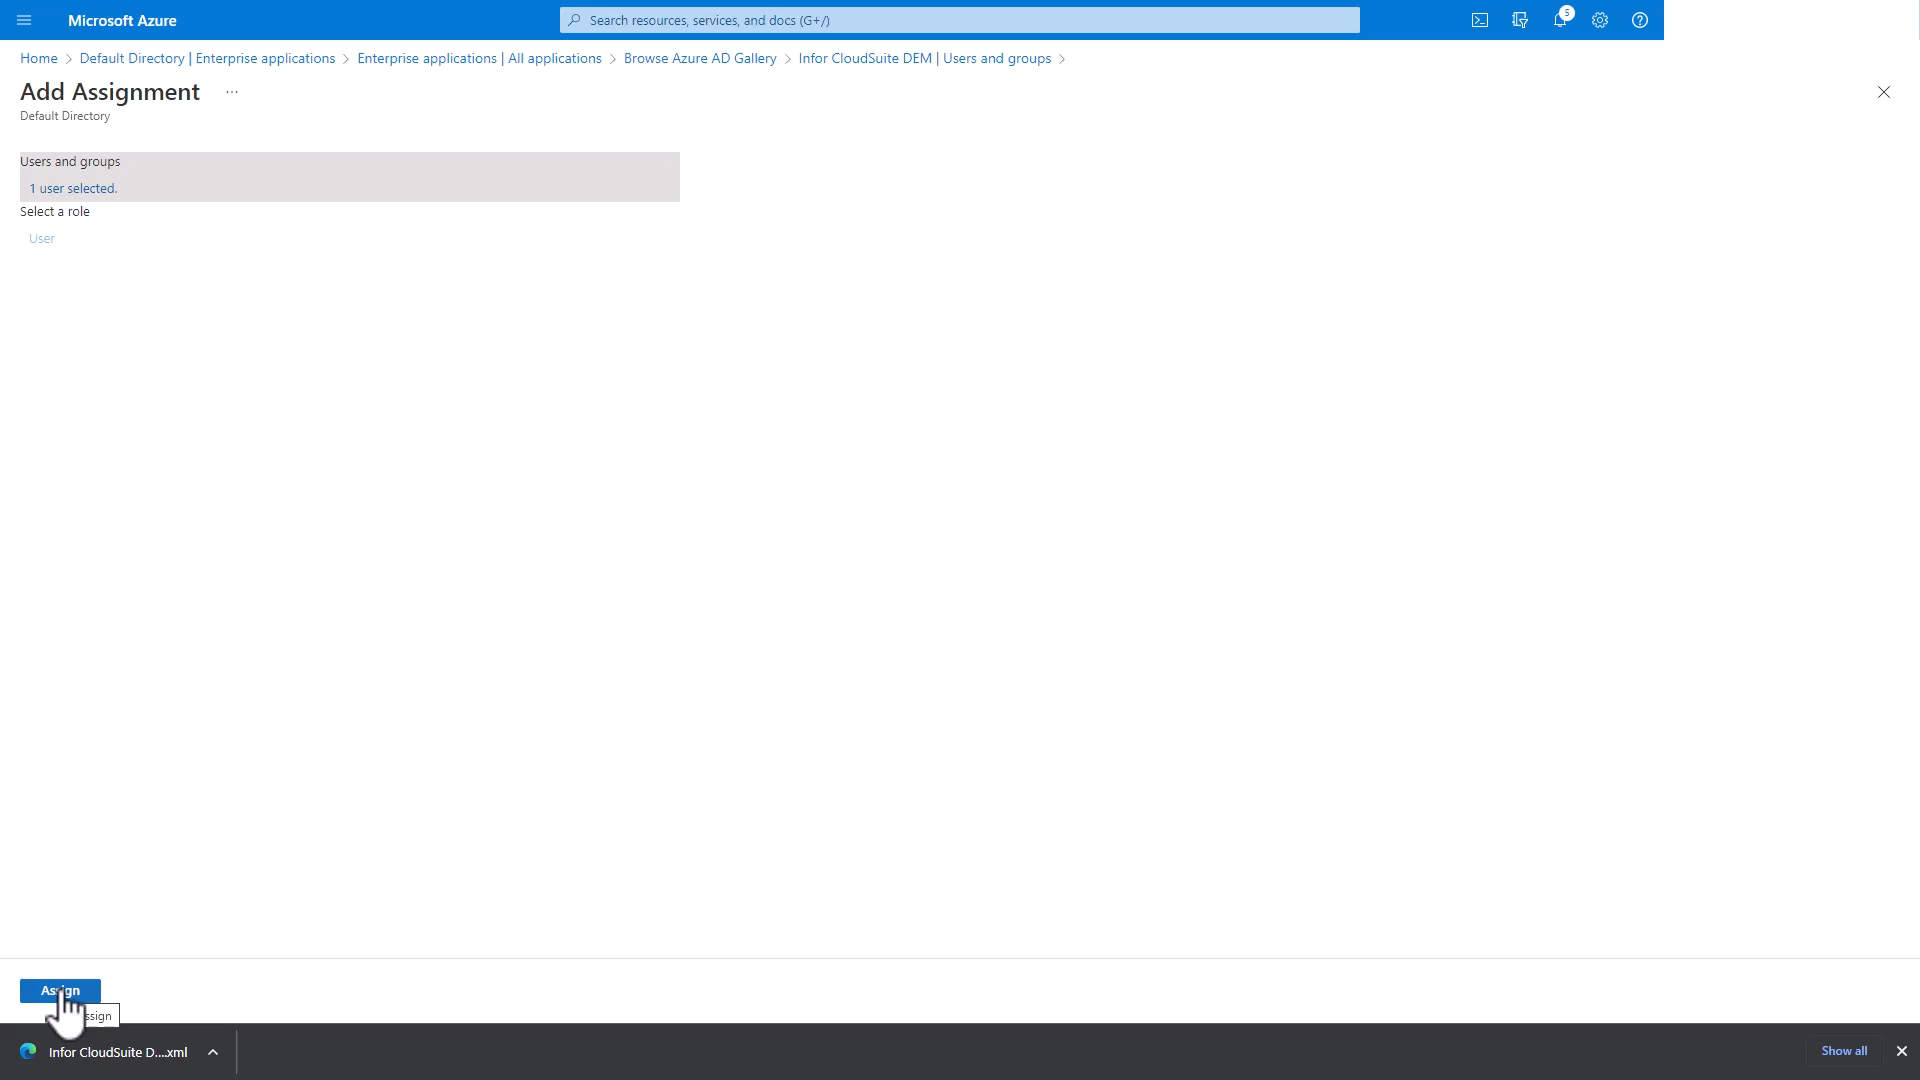 Microsoft Azure
Search resources, services, and docs (G+/)
5
Home > Default Directory | Enterprise applications > Enterprise applications | All applications > Browse Azure AD Gallery > Infor CloudSuite DEM | Users and groups >
Add Assignment ...
Default Directory
Users and groups
1 user selected.
Select a role
User
Assign
ssign
Infor CloudSuite D....xml
Show all